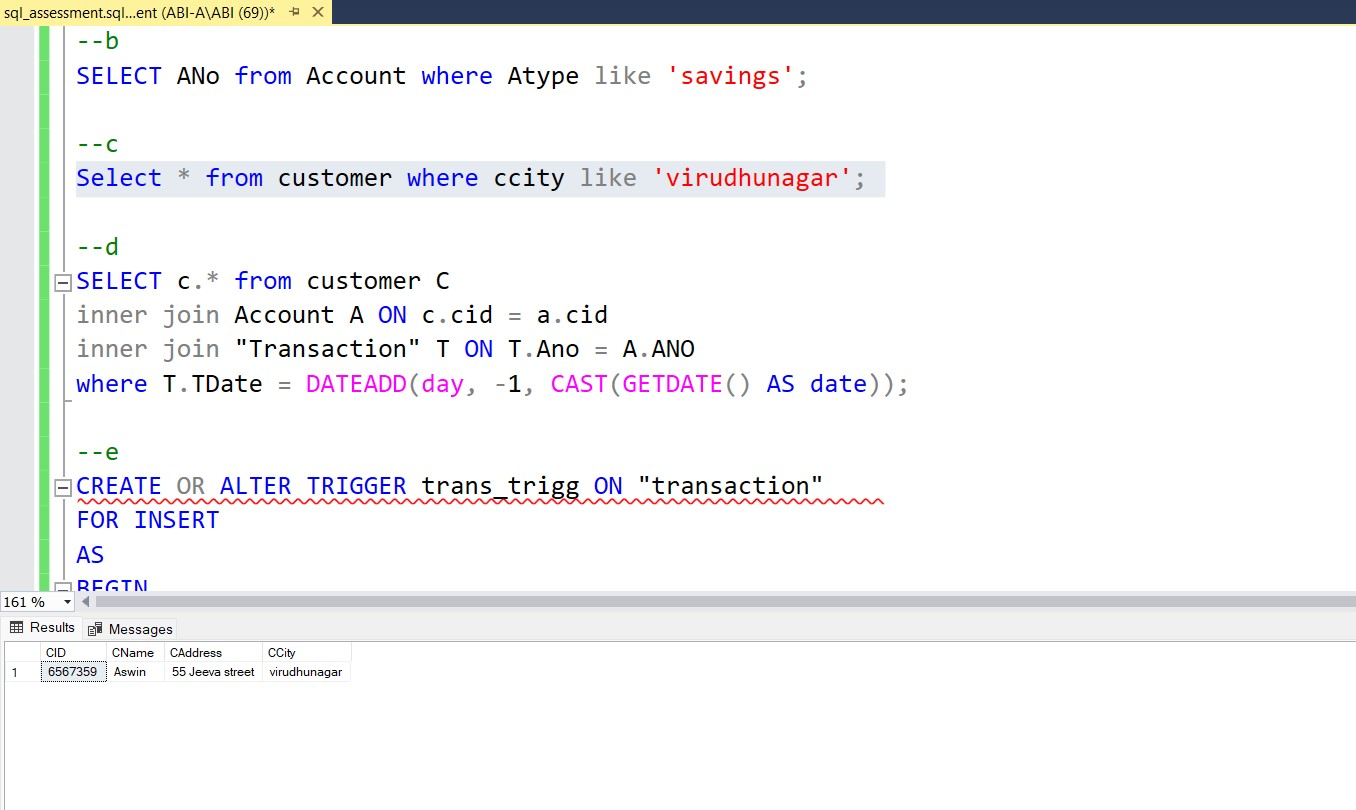 sql_assessment.sql...ent (ABI-A\ABI (69))*
--b
SELECT ANo from Account where Atype like 'savings';
--c
Select * from customer where ccity like 'virudhunagar';
--d
SELECT c.* from customer C
inner join Account A ON c.cid = a.cid
inner join "Transaction" T ON T.Ano = A.ANO
where T.TDate = DATEADD(day, -1, CAST(GETDATE() AS date));
--e
CREATE OR ALTER TRIGGER trans_trigg ON "transaction"
FOR INSERT
AS
BEGIN
161 %
Results Messages
CID CName CAddress CCity
1 6567359 Aswin 55 Jeeva street virudhunagar